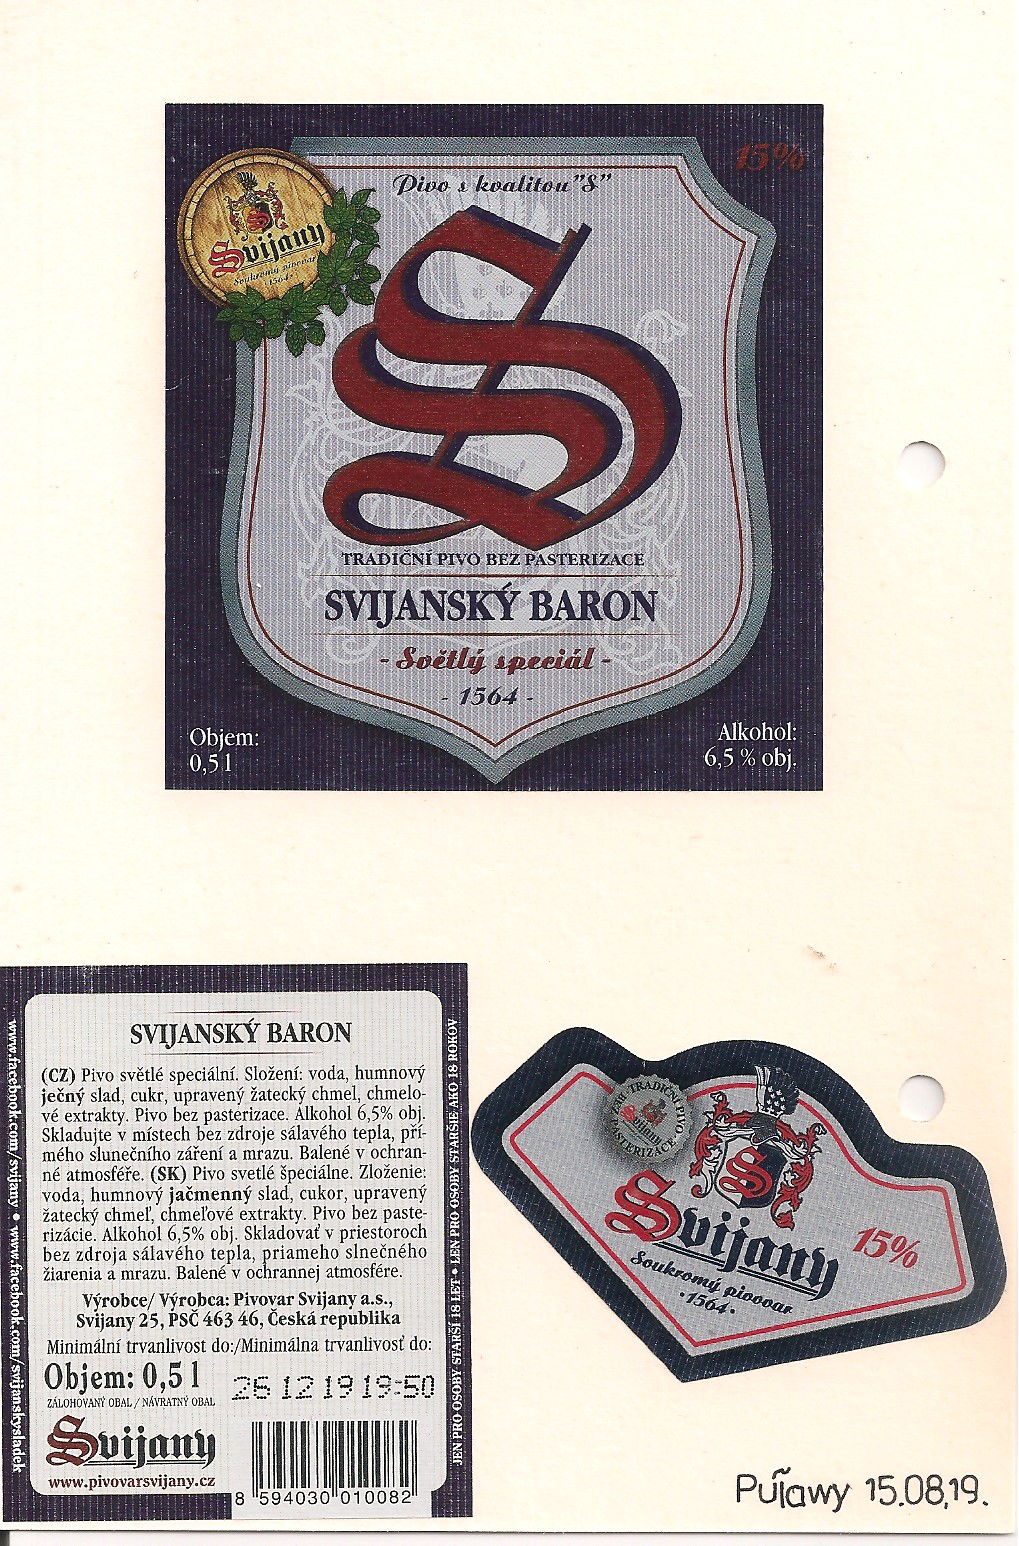 15%
Pivo s kvalitou "S"
Svijany
Soukromý pivovar
·1564·
S
TRADIČNÍ PIVO BEZ PASTERIZACE
SVIJANSKÝ BARON
- Světlý speciál -
- 1564 -
Objem:
0,5 l
Alkohol:
6,5 % obj.
www.facebook.com/svijany • www.facebook.com/svijanskysladek
SVIJANSKÝ BARON
(CZ) Pivo světlé speciální. Složení: voda, humnový
ječný slad, cukr, upravený žatecký chmel, chmelo-
vé extrakty. Pivo bez pasterizace. Alkohol 6,5% obj.
Skladujte v místech bez zdroje sálavého tepla, pří-
mého slunečního záření a mrazu. Balené v ochran-
né atmosféře. (SK) Pivo svetlé špeciálne. Zloženie:
voda, humnový jačmenný slad, cukor, upravený
žatecký chmeľ, chmeľové extrakty. Pivo bez paste-
rizácie. Alkohol 6,5% obj. Skladovať v priestoroch
bez zdroja sálavého tepla, priameho slnečného
žiarenia a mrazu. Balené v ochrannej atmosfére.
Výrobce/ Výrobca: Pivovar Svijany a.s.,
Svijany 25, PSČ 463 46, Česká republika
Minimální trvanlivost do:/Minimálna trvanlivosť do:
Objem: 0,5 l
26 12 19 19:50
ZÁLOHOVANÝ OBAL / NÁVRATNÝ OBAL
Svijany
www.pivovarsvijany.cz
8 594030 010082
JEN PRO OSOBY STARŠÍ 18 LET • LEN PRO OSOBY STARŠIE AKO 18 ROKOV
TRADIČNÍ PIVO
BEZ PASTERIZACE
Svijany
S
Svijany
Soukromý pivovar
·1564·
15%
Puławy 15.08.19.